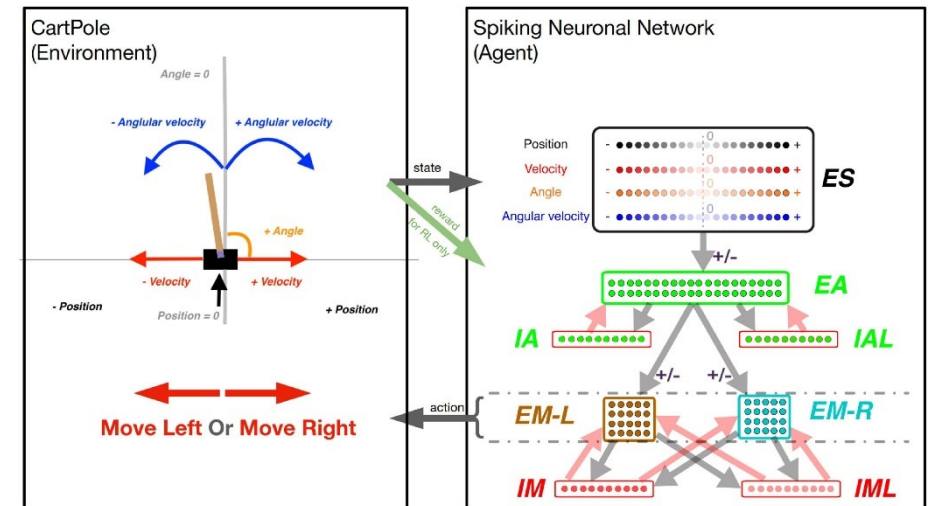 CartPole
(Environment)
Angle = 0
- Anglular velocity
+ Anglular velocity
+ Angle
- Velocity
+ Velocity
- Position
Position = 0
+ Position
Move Left Or Move Right
state
reward
for RL only
action
Spiking Neuronal Network
(Agent)
0
Position - +
0
Velocity - +
0
Angle - +
0
Angular velocity - +
ES
+/-
EA
IA
IAL
+/-
+/-
EM-L
EM-R
IM
IML